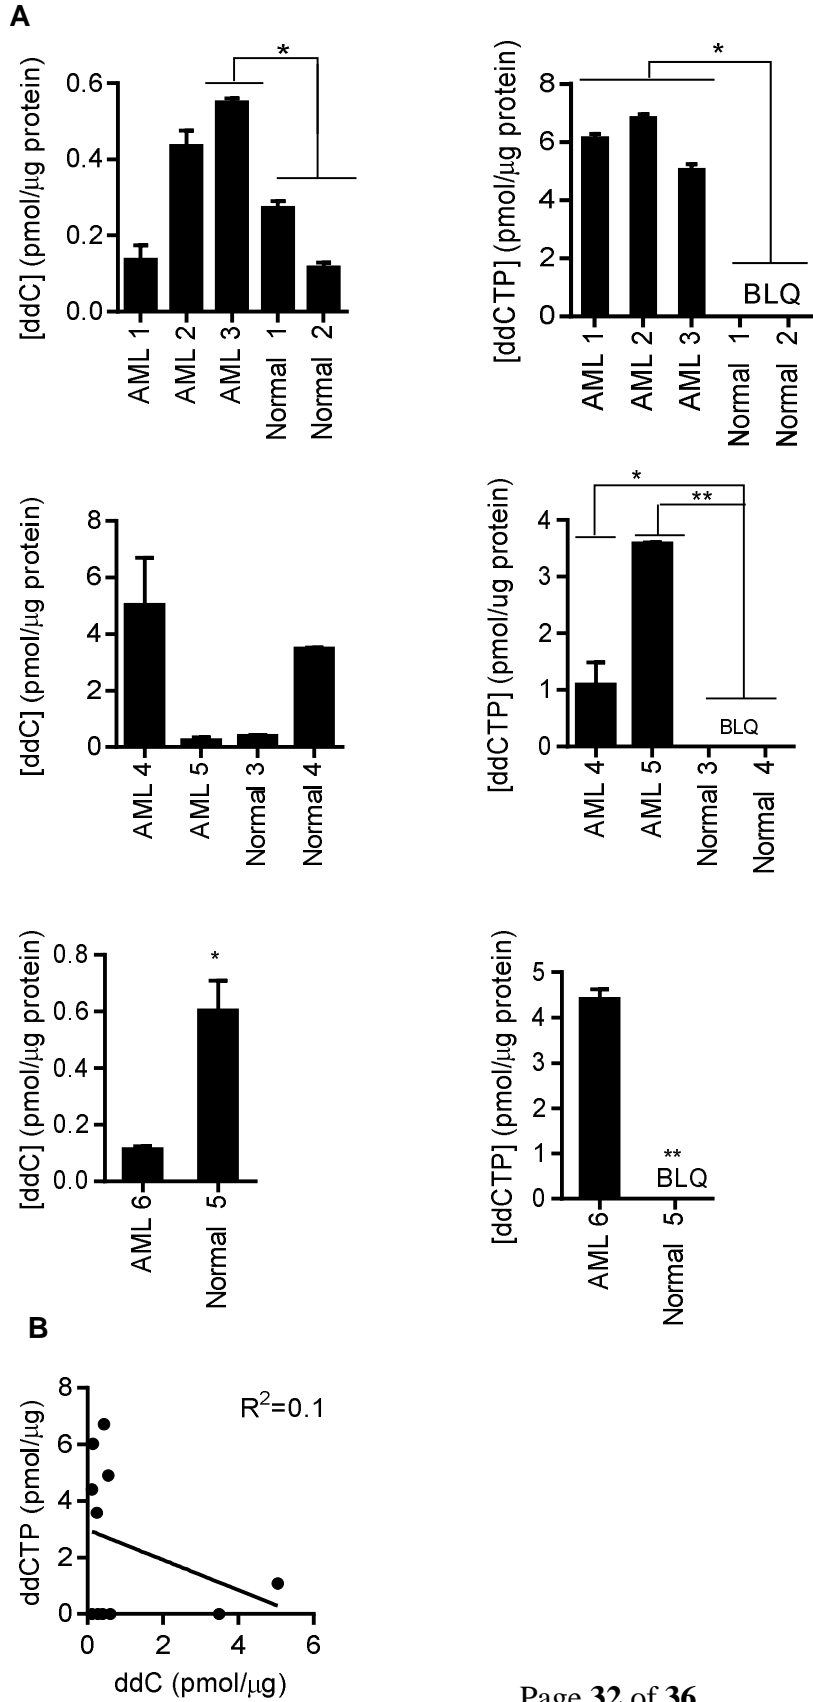 A
[ddC] (pmol/μg protein)
0.6
0.4
0.2
0.0
*
AML 1
AML 2
AML 3
Normal 1
Normal 2
[ddCTP] (pmol/μg protein)
8
6
4
2
0
*
BLQ
AML 1
AML 2
AML 3
Normal 1
Normal 2
[ddC] (pmol/μg protein)
8
6
4
2
0
AML 4
AML 5
Normal 3
Normal 4
[ddCTP] (pmol/ug protein)
4
3
2
1
0
*
**
BLQ
AML 4
AML 5
Normal 3
Normal 4
[ddC] (pmol/μg protein)
0.8
0.6
0.4
0.2
0.0
*
AML 6
Normal 5
[ddCTP] (pmol/μg protein)
5
4
3
2
1
0
**
BLQ
AML 6
Normal 5
B
ddCTP (pmol/μg)
8
6
4
2
0
R²=0.1
0 2 4 6
ddC (pmol/μg)
Page 32 of 36